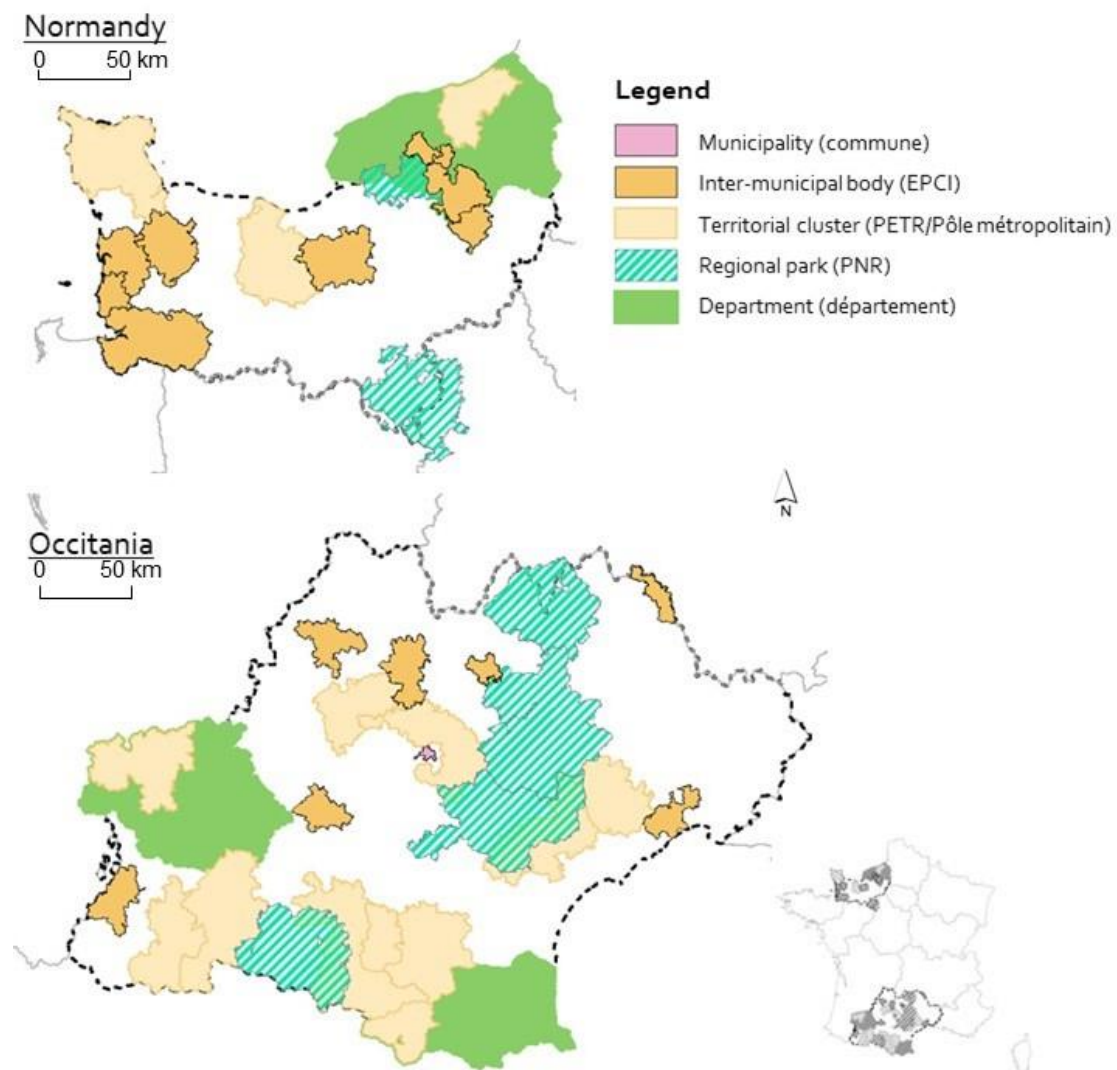 Normandy
0 50 km
Legend
Municipality (commune)
Inter-municipal body (EPCI)
Territorial cluster (PETR/Pôle métropolitain)
Regional park (PNR)
Department (département)
N
Occitania
0 50 km